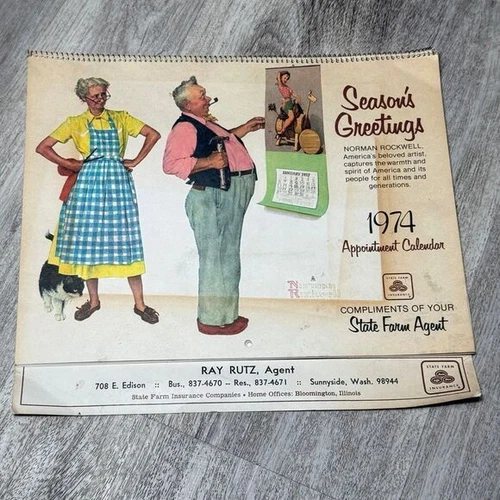 Season's
Greetings
NORMAN ROCKWELL,
America's beloved artist,
captures the warmth and
spirit of America and its
people for all times and
generations.
1974
Appointment Calendar
STATE FARM
INSURANCE
COMPLIMENTS OF YOUR
State Farm Agent
Norman
Rockwell
RAY RUTZ, Agent
708 E. Edison :: Bus., 837-4670 – Res., 837-4671 :: Sunnyside, Wash. 98944
State Farm Insurance Companies • Home Offices: Bloomington, Illinois
STATE FARM
INSURANCE